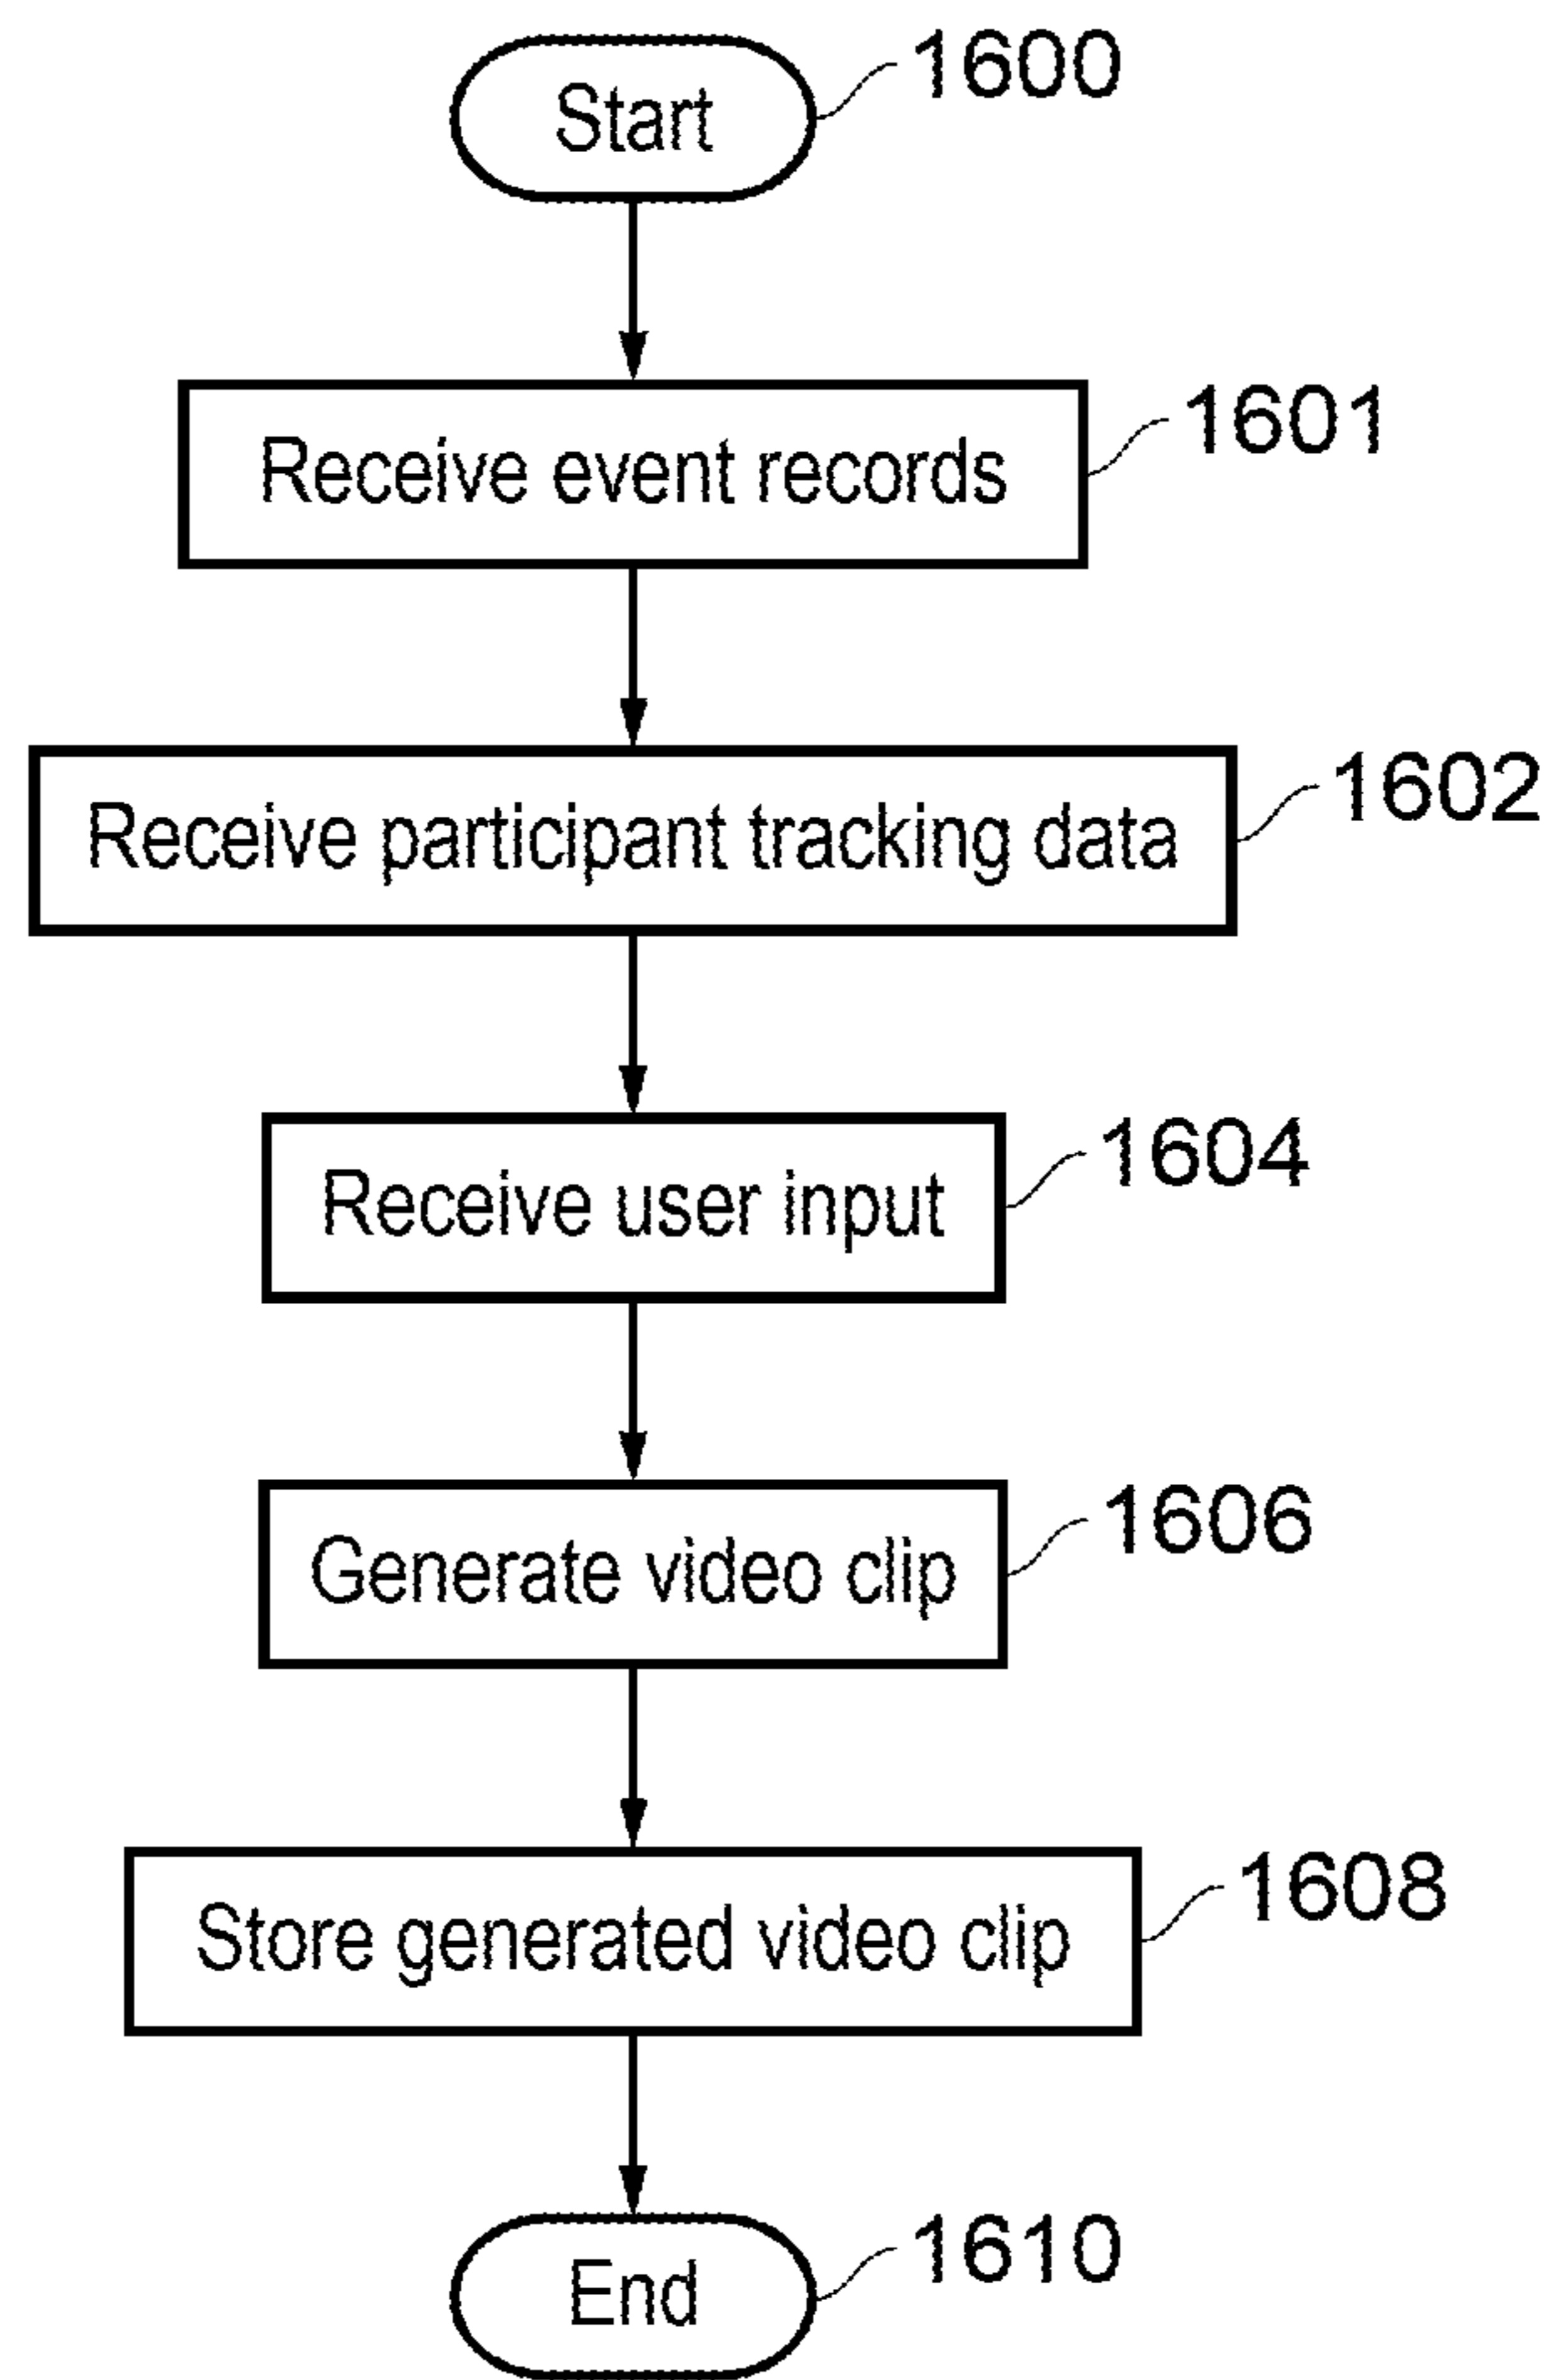 Start
1600
Receive event records
1601
Receive participant tracking data
1602
Receive user input
1604
Generate video clip
1606
Store generated video clip
1608
End
1610